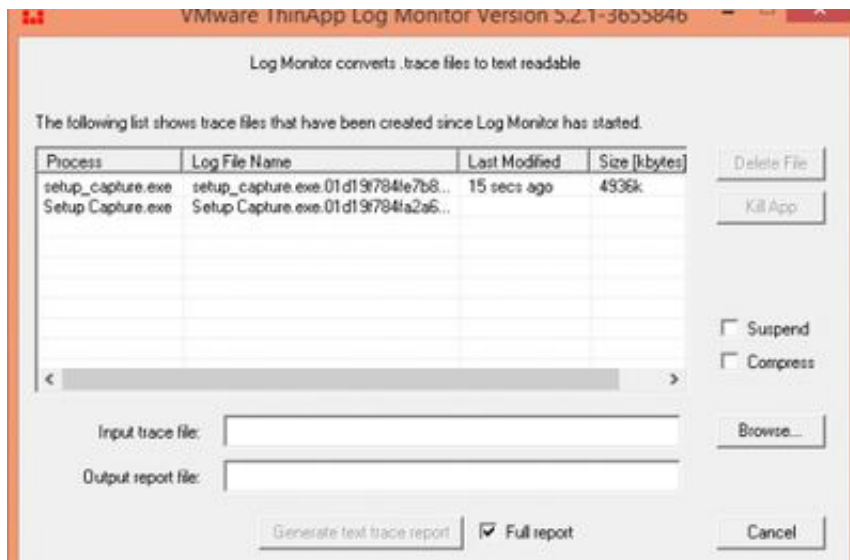 VMware ThinApp Log Monitor Version 5.2.1-3655846
Log Monitor converts .trace files to text readable
The following list shows trace files that have been created since Log Monitor has started.
Process Log File Name Last Modified Size [kbytes]
setup_capture.exe setup_capture.exe.01d19f784fe7b8... 15 secs ago 4936k
Setup Capture.exe Setup Capture.exe.01d19f784fa2a6...
Delete File
Kill App
Suspend
Compress
Input trace file: Browse...
Output report file:
Generate text trace report Full report Cancel